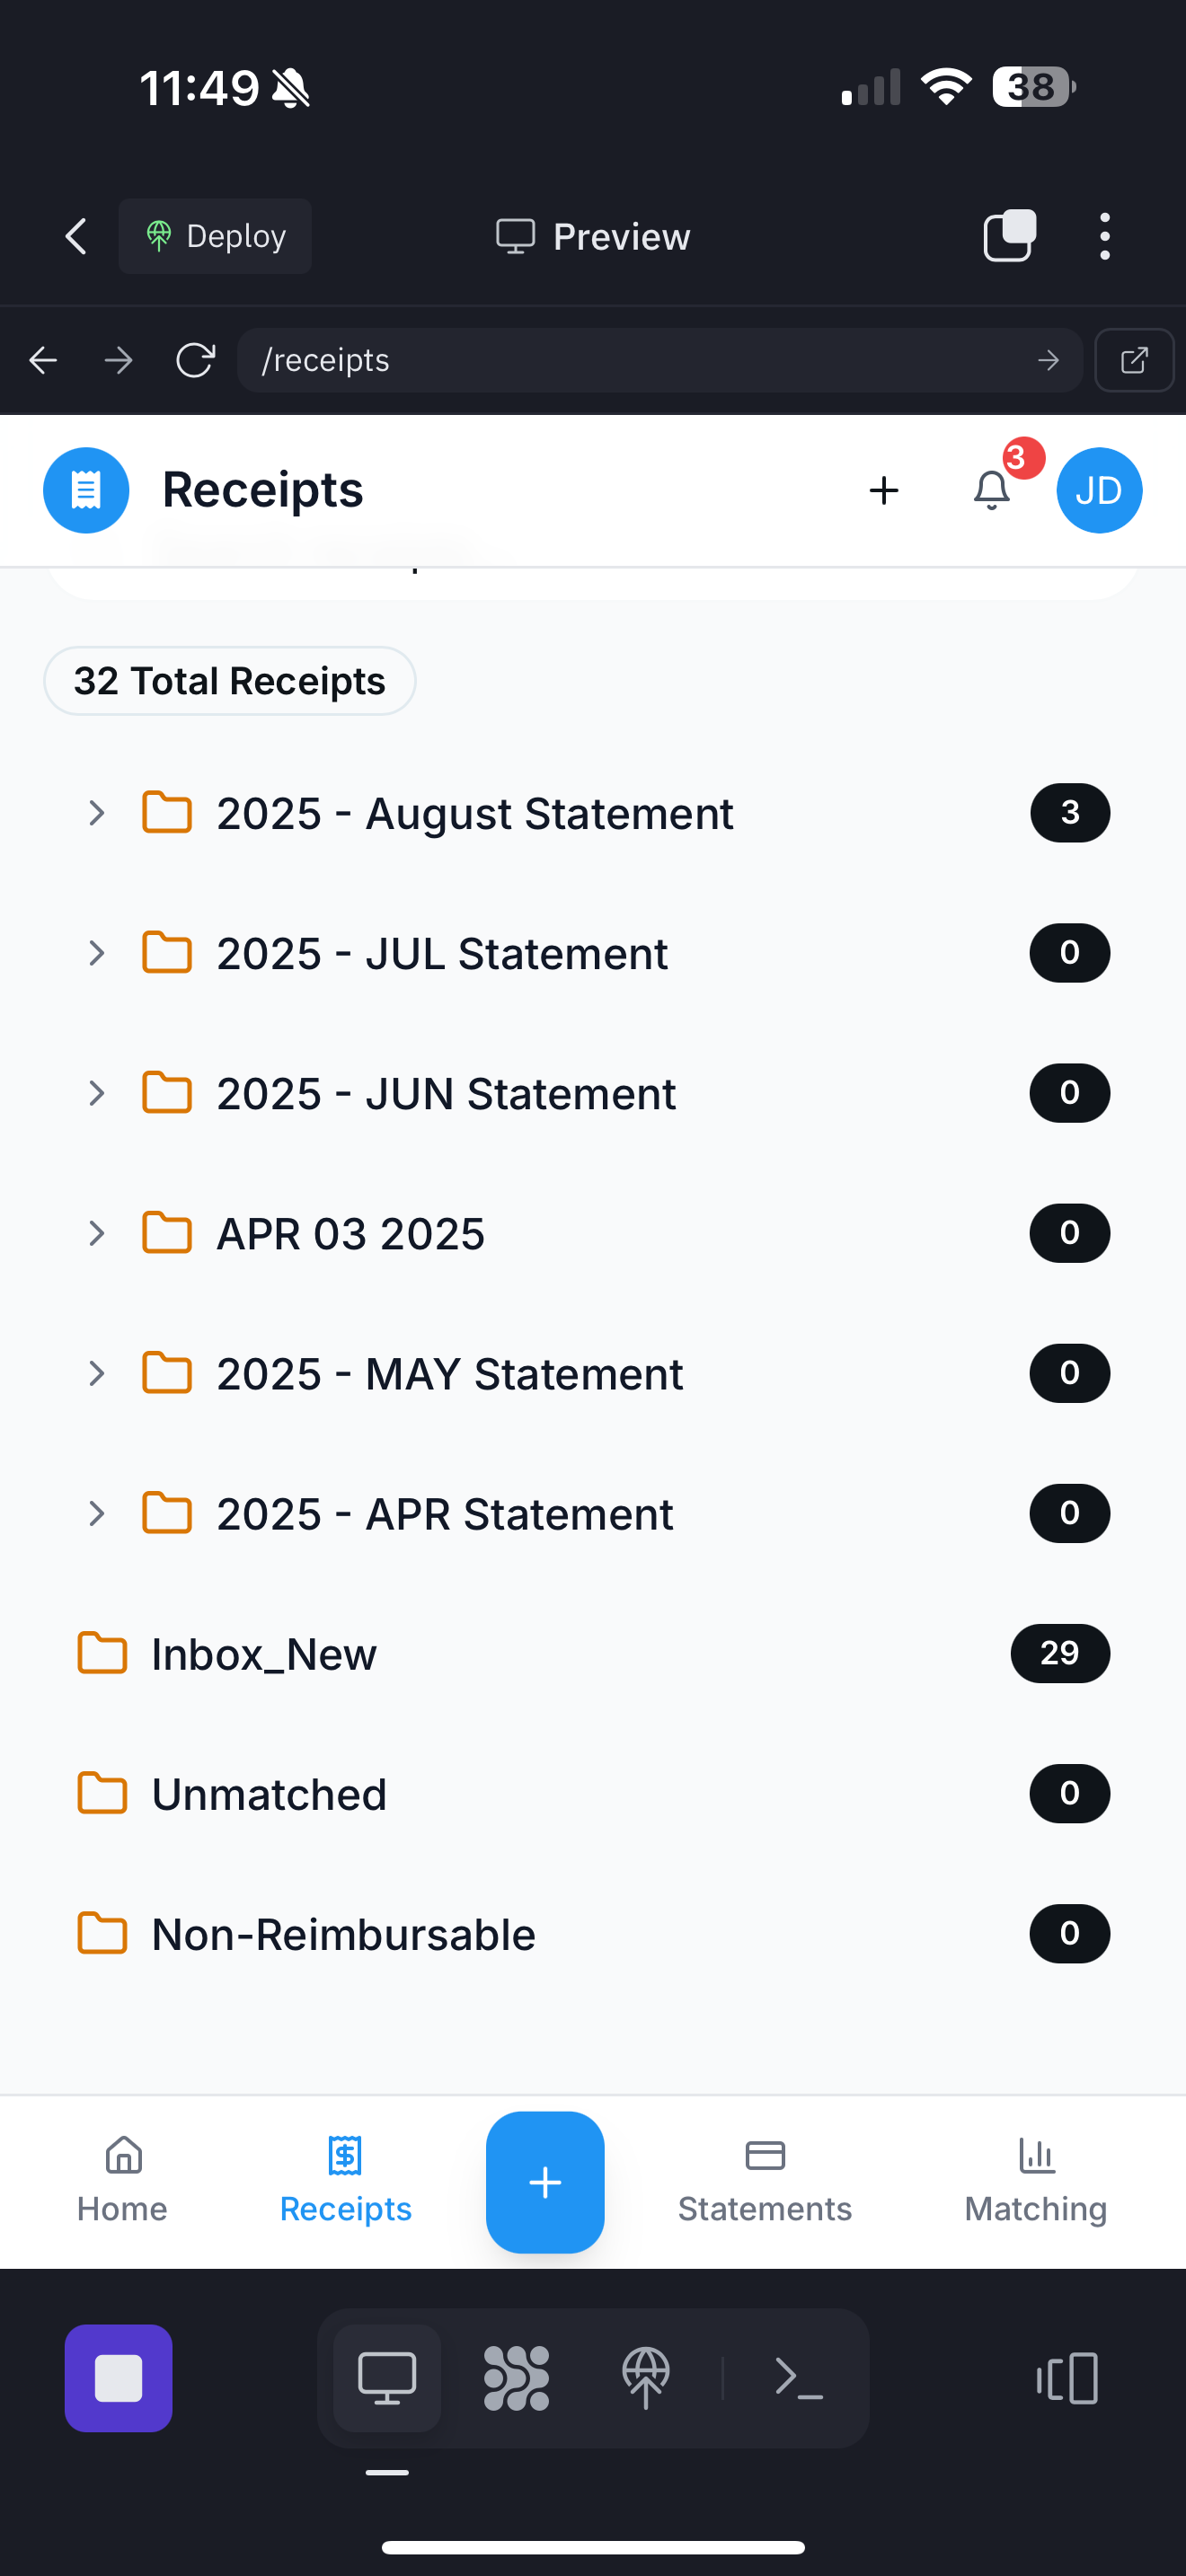 11:49
38
Deploy
Preview
/receipts
Receipts
3
JD
32 Total Receipts
2025 - August Statement
3
2025 - JUL Statement
0
2025 - JUN Statement
0
APR 03 2025
0
2025 - MAY Statement
0
2025 - APR Statement
0
Inbox_New
29
Unmatched
0
Non-Reimbursable
0
Home
Receipts
Statements
Matching